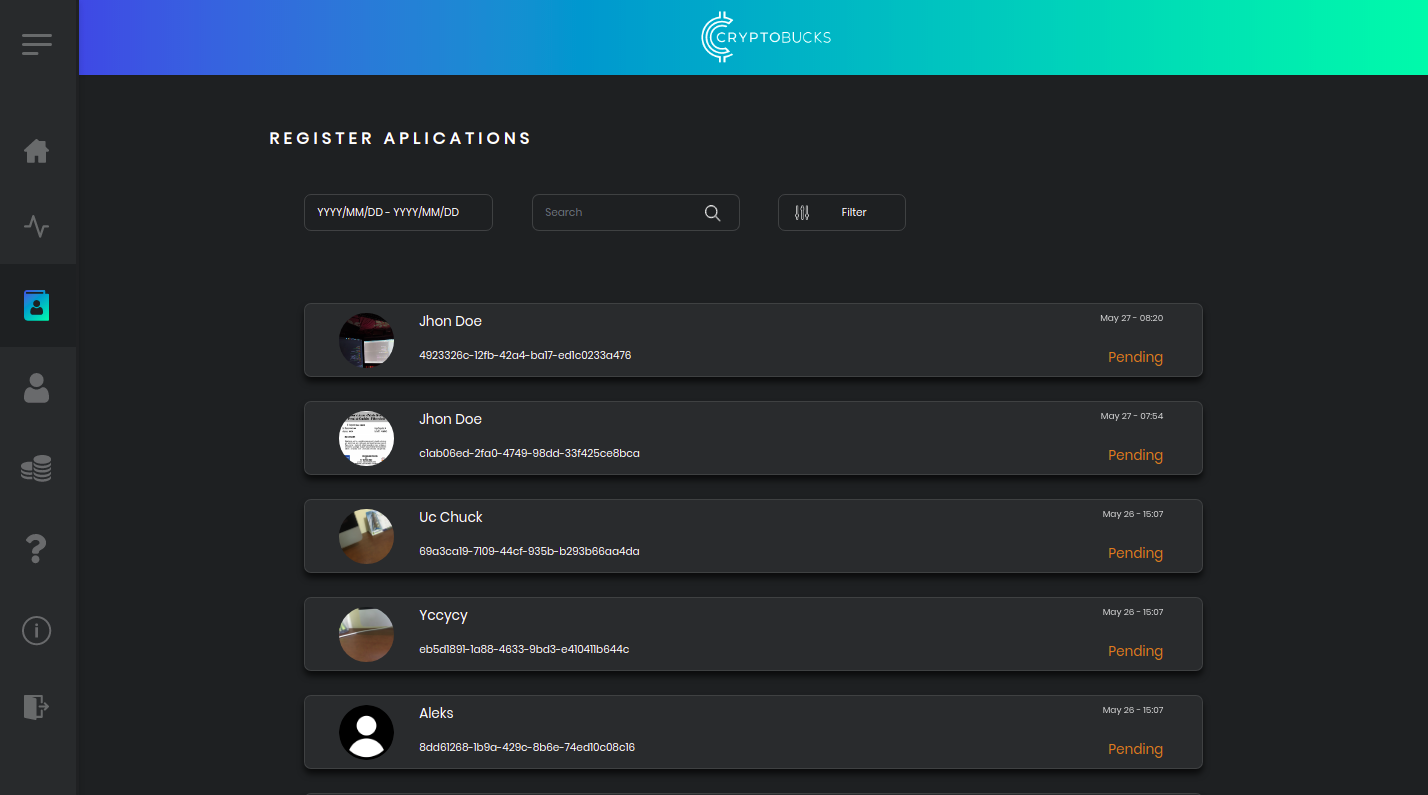 CRYPTOBUCKS
REGISTER APLICATIONS
YYYY/MM/DD - YYYY/MM/DD
Search
Filter
Jhon Doe
May 27 - 08:20
4923326c-12fb-42a4-ba17-ed1c0233a476
Pending
Jhon Doe
May 27 - 07:54
c1ab06ed-2fa0-4749-98dd-33f425ce8bca
Pending
Uc Chuck
May 26 - 15:07
69a3ca19-7109-44cf-935b-b293b66aa4da
Pending
Yccycy
May 26 - 15:07
eb5d1891-1a88-4633-9bd3-e410411b644c
Pending
Aleks
May 26 - 15:07
8dd61268-1b9a-429c-8b6e-74ed10c08c16
Pending